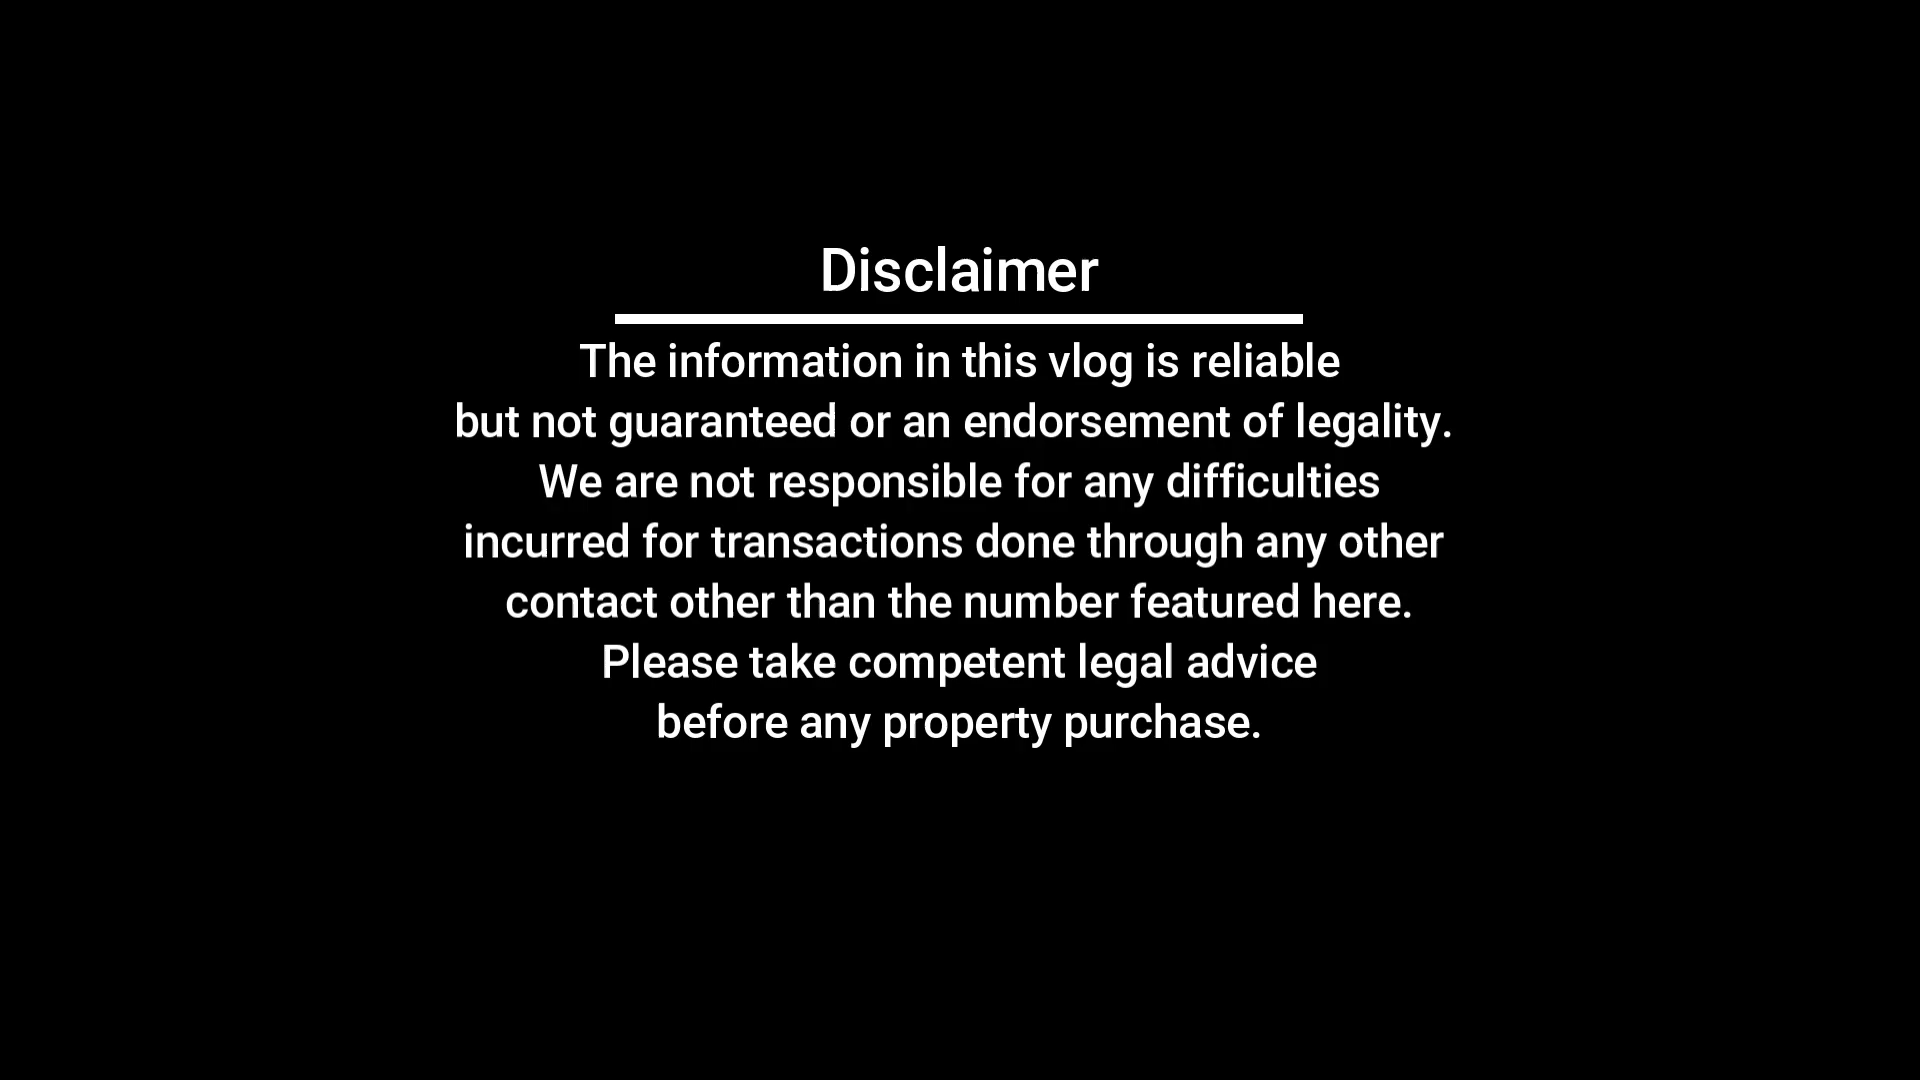 Disclaimer
The information in this vlog is reliable
but not guaranteed or an endorsement of legality.
We are not responsible for any difficulties
incurred for transactions done through any other
contact other than the number featured here.
Please take competent legal advice
before any property purchase.